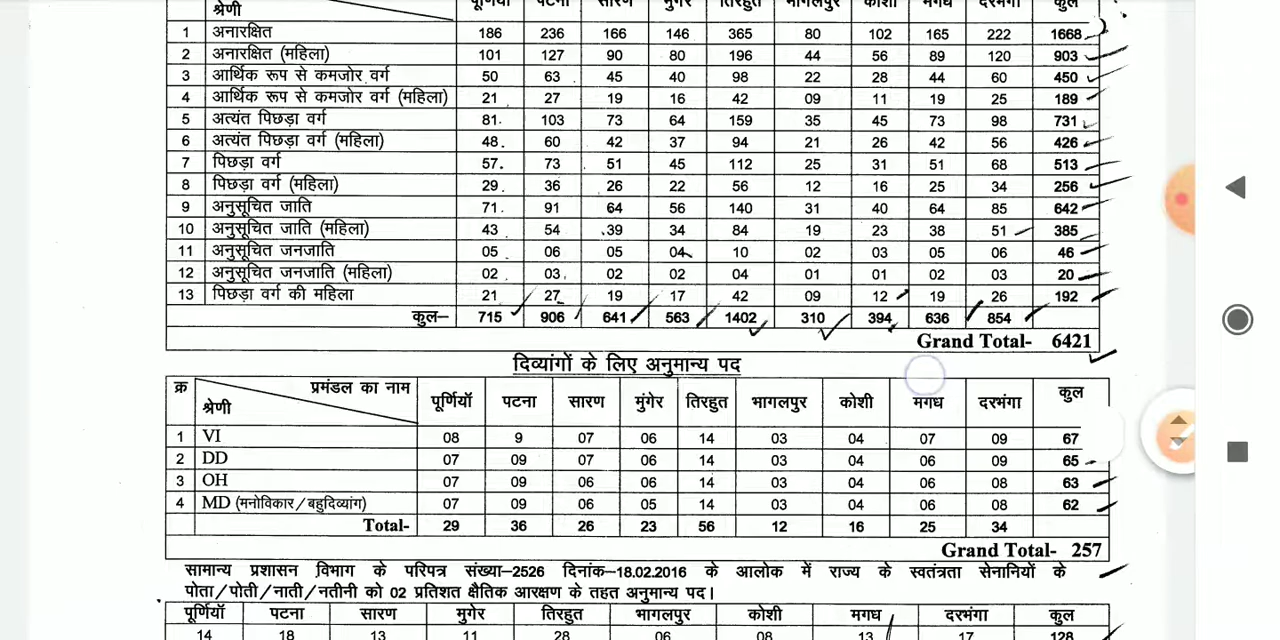 श्रेणी पूर्णियाँ पटना सारण मुंगेर तिरहुत भागलपुर कोशी मगध दरभंगा कुल
1 अनारक्षित 186 236 166 146 365 80 102 165 222 1668
2 अनारक्षित (महिला) 101 127 90 80 196 44 56 89 120 903
3 आर्थिक रूप से कमजोर वर्ग 50 63 45 40 98 22 28 44 60 450
4 आर्थिक रूप से कमजोर वर्ग (महिला) 21 27 19 16 42 09 11 19 25 189
5 अत्यंत पिछड़ा वर्ग 81 103 73 64 159 35 45 73 98 731
6 अत्यंत पिछड़ा वर्ग (महिला) 48 60 42 37 94 21 26 42 56 426
7 पिछड़ा वर्ग 57 73 51 45 112 25 31 51 68 513
8 पिछड़ा वर्ग (महिला) 29 36 26 22 56 12 16 25 34 256
9 अनुसूचित जाति 71 91 64 56 140 31 40 64 85 642
10 अनुसूचित जाति (महिला) 43 54 39 34 84 19 23 38 51 385
11 अनुसूचित जनजाति 05 06 05 04 10 02 03 05 06 46
12 अनुसूचित जनजाति (महिला) 02 03 02 02 04 01 01 02 03 20
13 पिछड़ा वर्ग की महिला 21 27 19 17 42 09 12 19 26 192
कुल– 715 906 641 563 1402 310 394 636 854
Grand Total- 6421
दिव्यांगों के लिए अनुमान्य पद
क्र प्रमंडल का नाम श्रेणी पूर्णियाँ पटना सारण मुंगेर तिरहुत भागलपुर कोशी मगध दरभंगा कुल
1 VI 08 9 07 06 14 03 04 07 09 67
2 DD 07 09 07 06 14 03 04 06 09 65
3 OH 07 09 06 06 14 03 04 06 08 63
4 MD (मनोविकार/बहुदिव्यांग) 07 09 06 05 14 03 04 06 08 62
Total- 29 36 26 23 56 12 16 25 34
Grand Total- 257
सामान्य प्रशासन विभाग के परिपत्र संख्या–2526 दिनांक–18.02.2016 के आलोक में राज्य के स्वतंत्रता सेनानियों के
पोता/पोती/नाती/नतीनी को 02 प्रतिशत क्षैतिक आरक्षण के तहत अनुमान्य पद।
पूर्णियाँ पटना सारण मुगेर तिरहुत भागलपुर कोशी मगध दरभंगा कुल
14 18 13 11 28 06 08 13 17 128